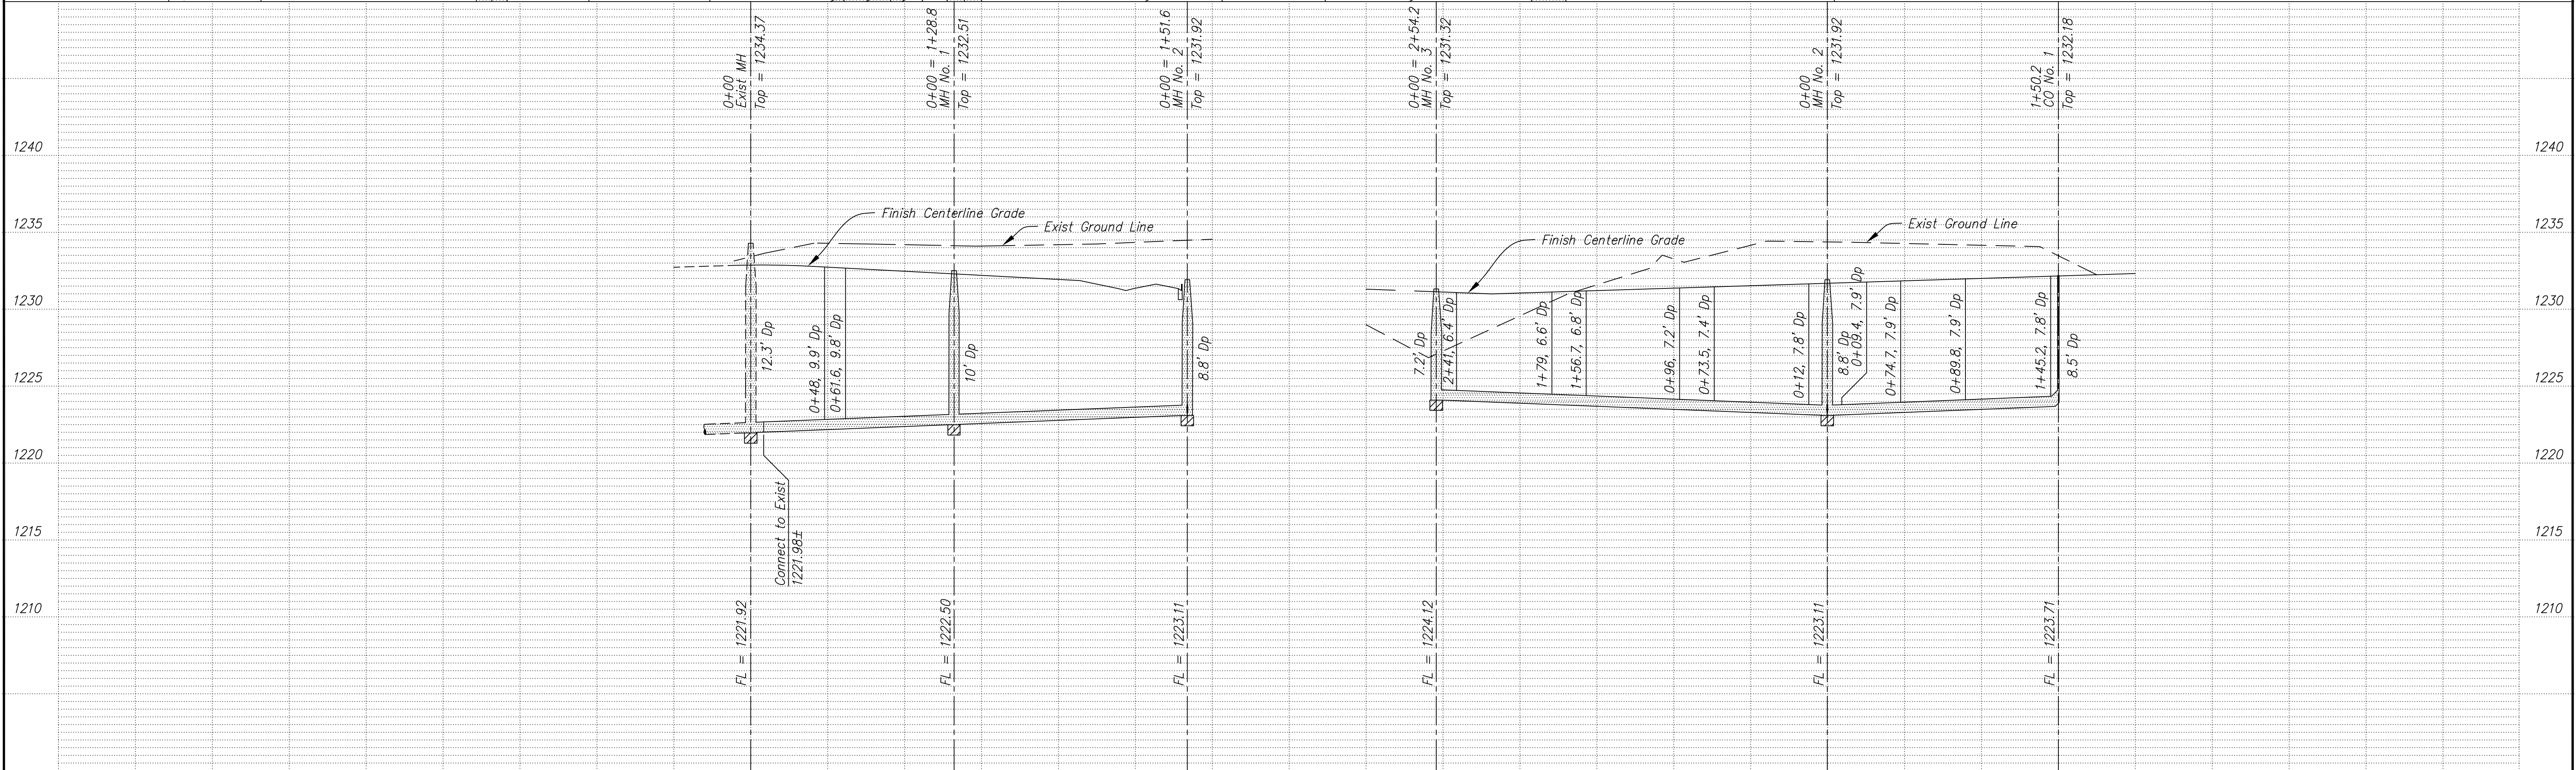 0+00
Exist MH
Top = 1234.37
0+00 = 1+28.8
MH No. 1
Top = 1232.51
0+00 = 1+51.6
MH No. 2
Top = 1231.92
0+00 = 2+54.2
MH No. 3
Top = 1231.32
0+00
MH No. 2
Top = 1231.92
1+50.2
CO No. 1
Top = 1232.18
1240
1240
1235
Finish Centerline Grade
Exist Ground Line
Finish Centerline Grade
Exist Ground Line
1235
1230
1230
12.3' Dp
0+48, 9.9' Dp
0+61.6, 9.8' Dp
10' Dp
8.8' Dp
7.2' Dp
2+41, 6.4' Dp
1+79, 6.6' Dp
1+56.7, 6.8' Dp
0+96, 7.2' Dp
0+73.5, 7.4' Dp
0+12, 7.8' Dp
8.8' Dp
0+09.4, 7.9' Dp
0+74.7, 7.9' Dp
0+89.8, 7.9' Dp
1+45.2, 7.8' Dp
8.5' Dp
1225
1225
1220
1220
Connect to Exist
1221.98±
1215
1215
1210
1210
FL = 1221.92
FL = 1222.50
FL = 1223.11
FL = 1224.12
FL = 1223.11
FL = 1223.71